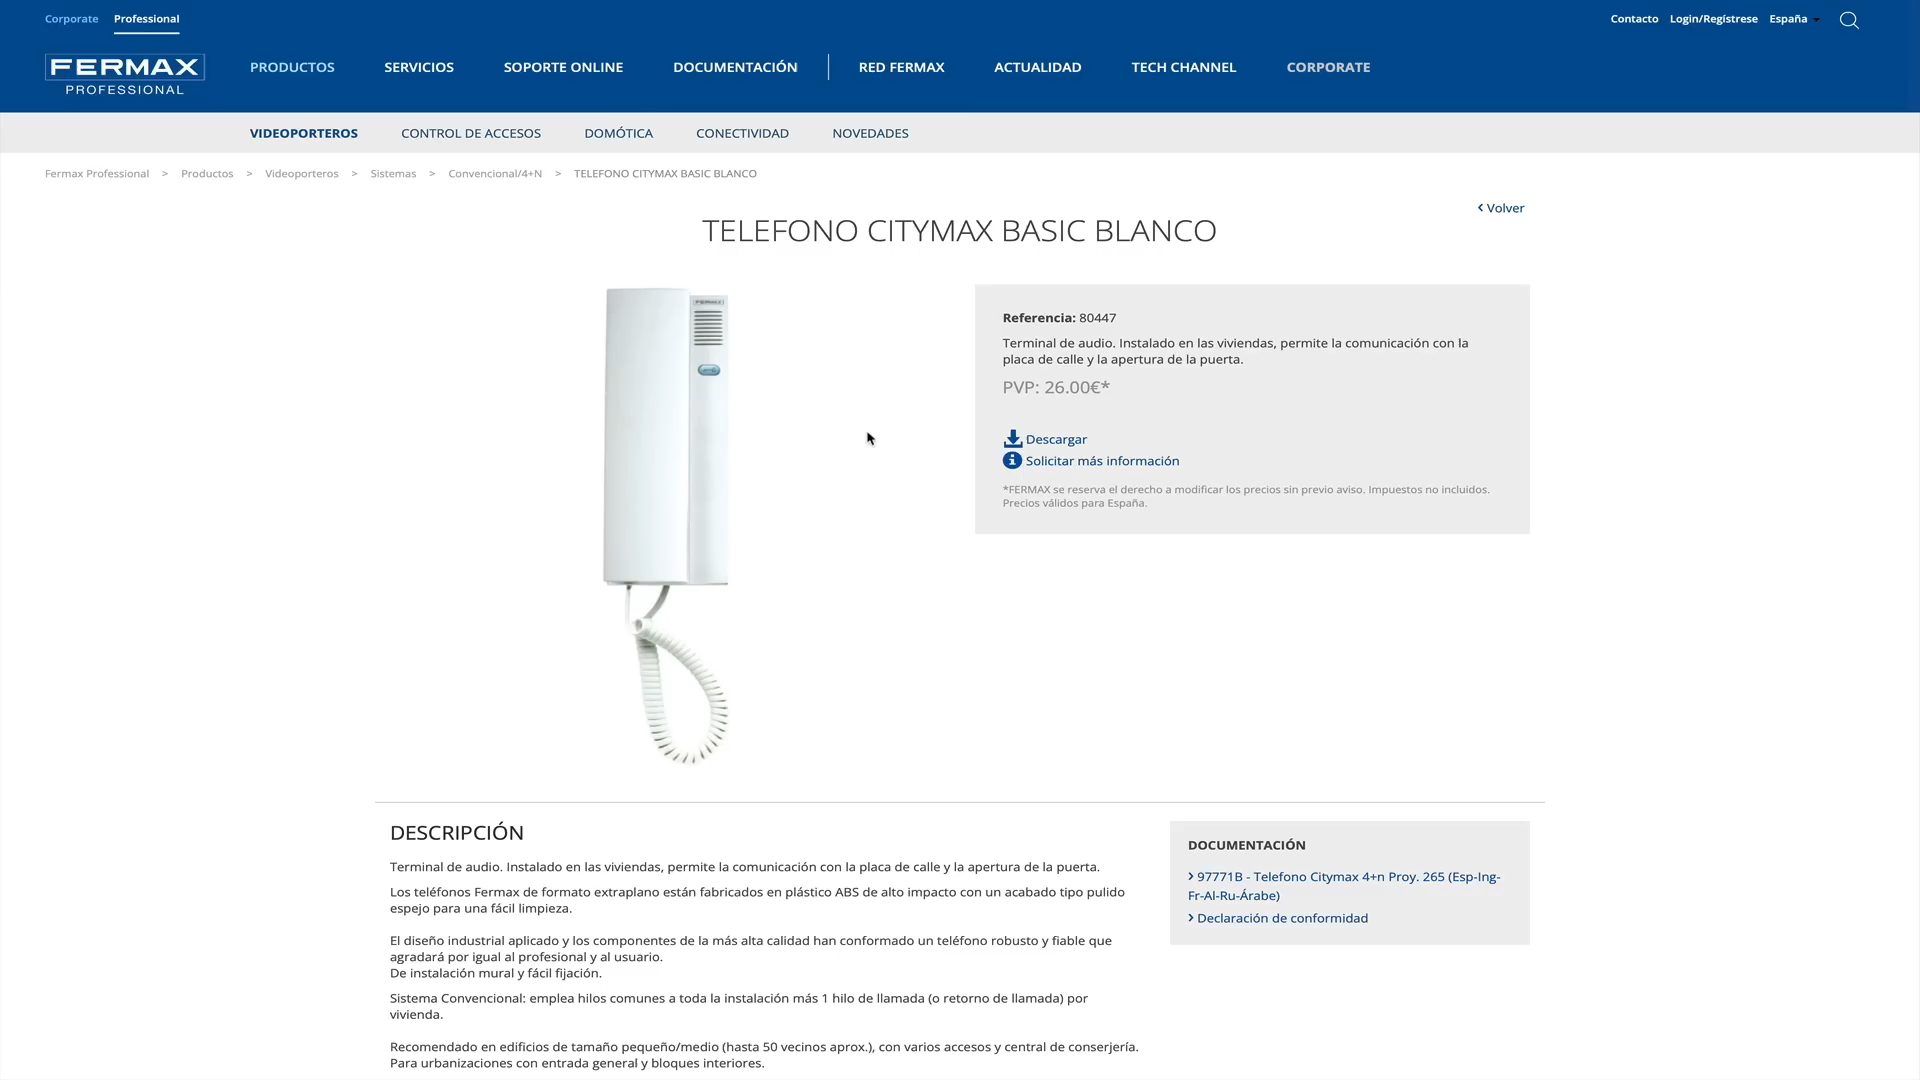 Corporate Professional
Contacto Login/Regístrese España
FERMAX
PROFESSIONAL
PRODUCTOS SERVICIOS SOPORTE ONLINE DOCUMENTACIÓN RED FERMAX ACTUALIDAD TECH CHANNEL CORPORATE
VIDEOPORTEROS CONTROL DE ACCESOS DOMÓTICA CONECTIVIDAD NOVEDADES
Fermax Professional > Productos > Videoporteros > Sistemas > Convencional/4+N > TELEFONO CITYMAX BASIC BLANCO
Volver
TELEFONO CITYMAX BASIC BLANCO
FERMAX
Referencia: 80447
Terminal de audio. Instalado en las viviendas, permite la comunicación con la
placa de calle y la apertura de la puerta.
PVP: 26.00€*
Descargar
Solicitar más información
*FERMAX se reserva el derecho a modificar los precios sin previo aviso. Impuestos no incluidos.
Precios válidos para España.
DESCRIPCIÓN
Terminal de audio. Instalado en las viviendas, permite la comunicación con la placa de calle y la apertura de la puerta.
Los teléfonos Fermax de formato extraplano están fabricados en plástico ABS de alto impacto con un acabado tipo pulido
espejo para una fácil limpieza.
El diseño industrial aplicado y los componentes de la más alta calidad han conformado un teléfono robusto y fiable que
agradará por igual al profesional y al usuario.
De instalación mural y fácil fijación.
Sistema Convencional: emplea hilos comunes a toda la instalación más 1 hilo de llamada (o retorno de llamada) por
vivienda.
Recomendado en edificios de tamaño pequeño/medio (hasta 50 vecinos aprox.), con varios accesos y central de conserjería.
Para urbanizaciones con entrada general y bloques interiores.
DOCUMENTACIÓN
97771B - Telefono Citymax 4+n Proy. 265 (Esp-Ing-
Fr-Al-Ru-Árabe)
Declaración de conformidad